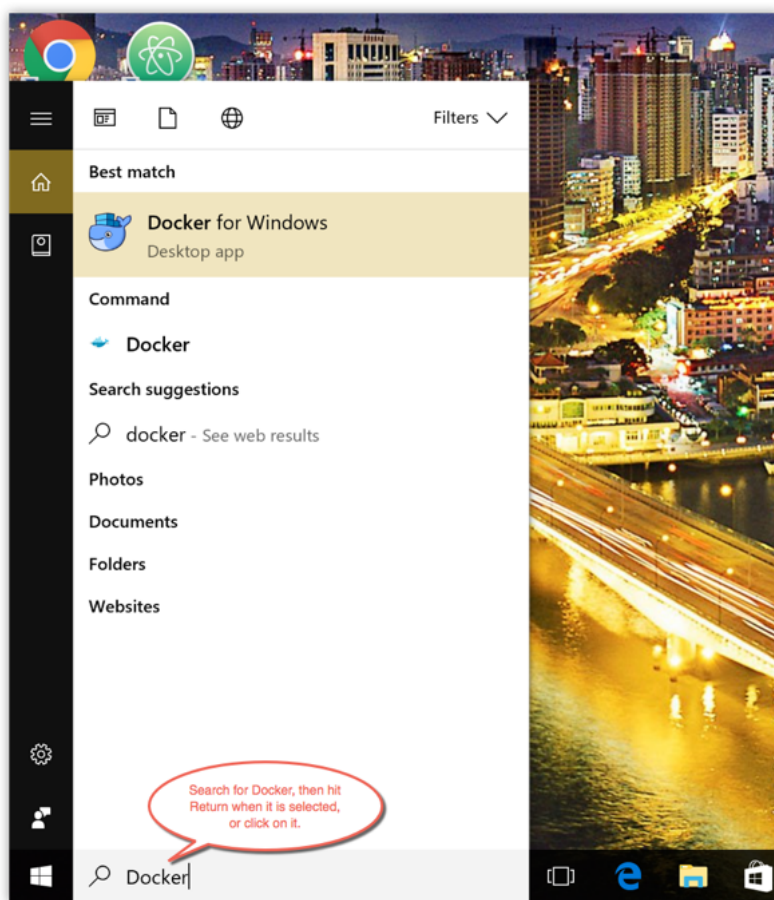 Filters
Best match
Docker for Windows
Desktop app
Command
Docker
Search suggestions
docker - See web results
Photos
Documents
Folders
Websites
Search for Docker, then hit
Return when it is selected,
or click on it.
Docker